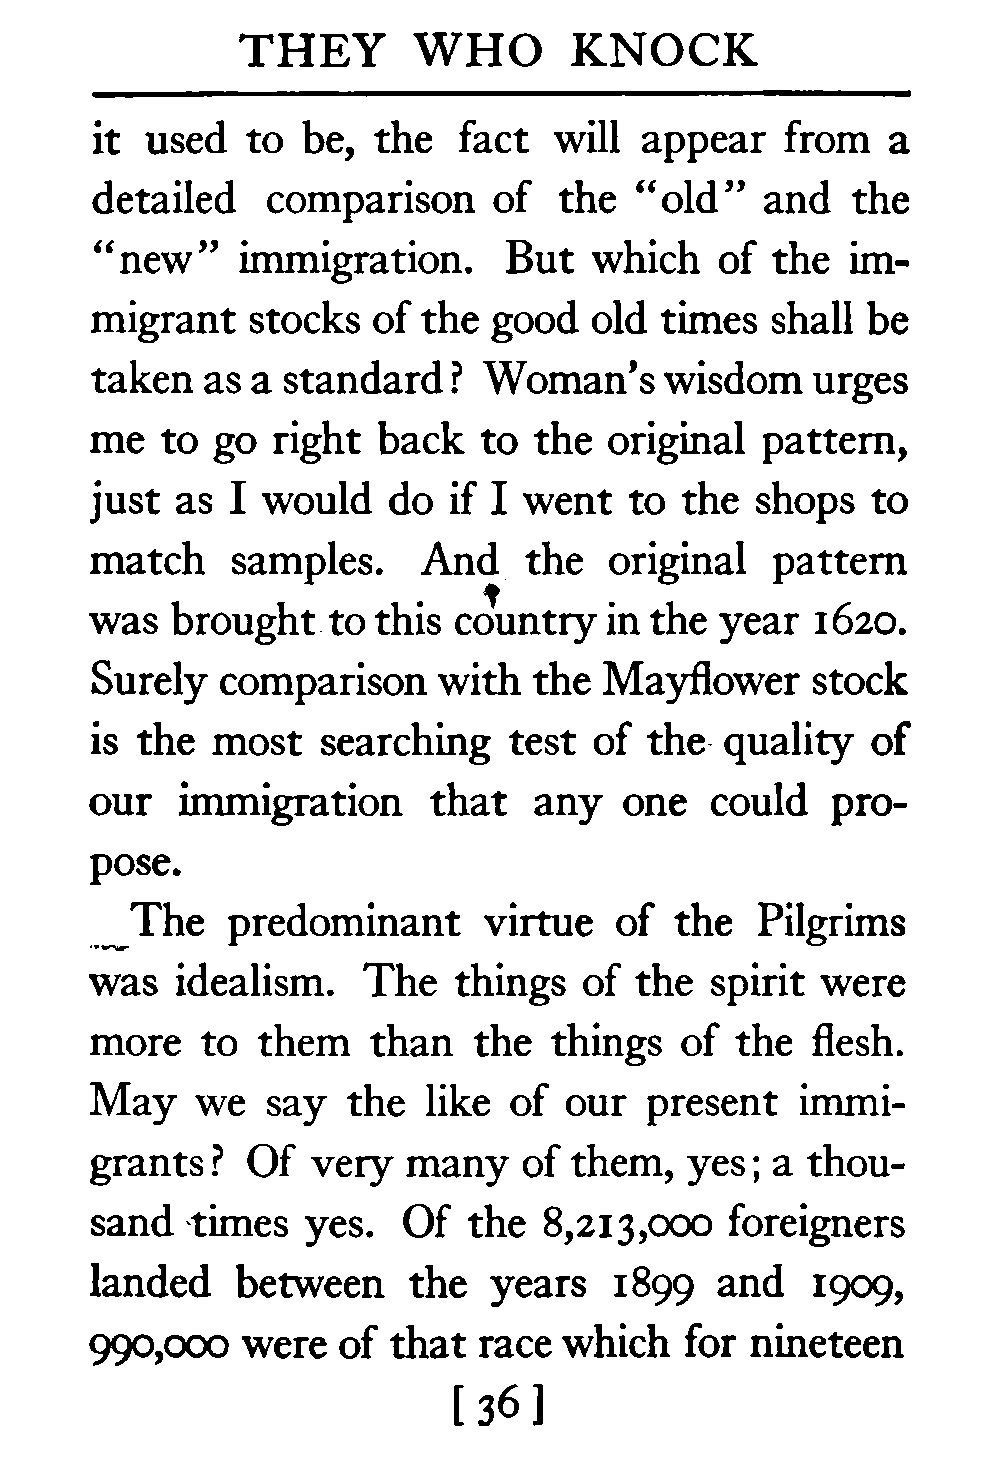 THEY WHO KNOCK
it used to be, the fact will appear from a
detailed comparison of the “old” and the
“new” immigration. But which of the im-
migrant stocks of the good old times shall be
taken as a standard? Woman's wisdom urges
me to go right back to the original pattern,
just as I would do if I went to the shops to
match samples. And the original pattern
was brought to this country in the year 1620.
Surely comparison with the Mayflower stock
is the most searching test of the quality of
our immigration that any one could pro-
pose.
The predominant virtue of the Pilgrims
was idealism. The things of the spirit were
more to them than the things of the flesh.
May we say the like of our present immi-
grants? Of very many of them, yes; a thou-
sand times yes. Of the 8,213,000 foreigners
landed between the years 1899 and 1909,
990,000 were of that race which for nineteen
[ 36 ]